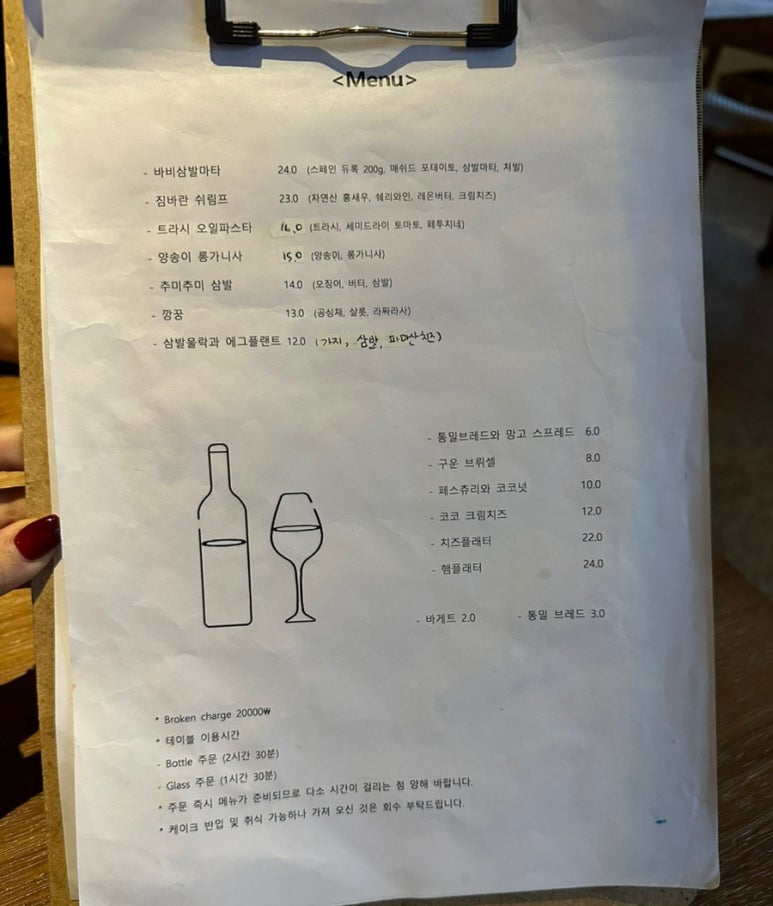 <Menu>
- 바비삼발마타 24.0 (스페인 듀록 200g, 매쉬드 포테이토, 삼발마타, 처빌)
- 짐바란 쉬림프 23.0 (자연산 홍새우, 쉐리와인, 레몬버터, 크림치즈)
- 트라시 오일파스타 16.0 (트라시, 세미드라이 토마토, 페투치네)
- 양송이 롱가니사 15.0 (양송이, 롱가니사)
- 추미추미 삼발 14.0 (오징어, 버터, 삼발)
- 깡꿍 13.0 (공심채, 샬롯, 라짜라사)
- 삼발울락과 에그플랜트 12.0 (가지, 삼발, 파마산치즈)
- 통밀브레드와 망고 스프레드 6.0
- 구운 브뤼셀 8.0
- 페스츄리와 코코넛 10.0
- 코코 크림치즈 12.0
- 치즈플래터 22.0
- 햄플래터 24.0
- 바게트 2.0 - 통밀 브레드 3.0
* Broken charge 20000₩
* 테이블 이용시간
- Bottle 주문 (2시간 30분)
- Glass 주문 (1시간 30분)
* 주문 즉시 메뉴가 준비되므로 다소 시간이 걸리는 점 양해 바랍니다.
* 케이크 반입 및 취식 가능하나 가져 오신 것은 회수 부탁드립니다.